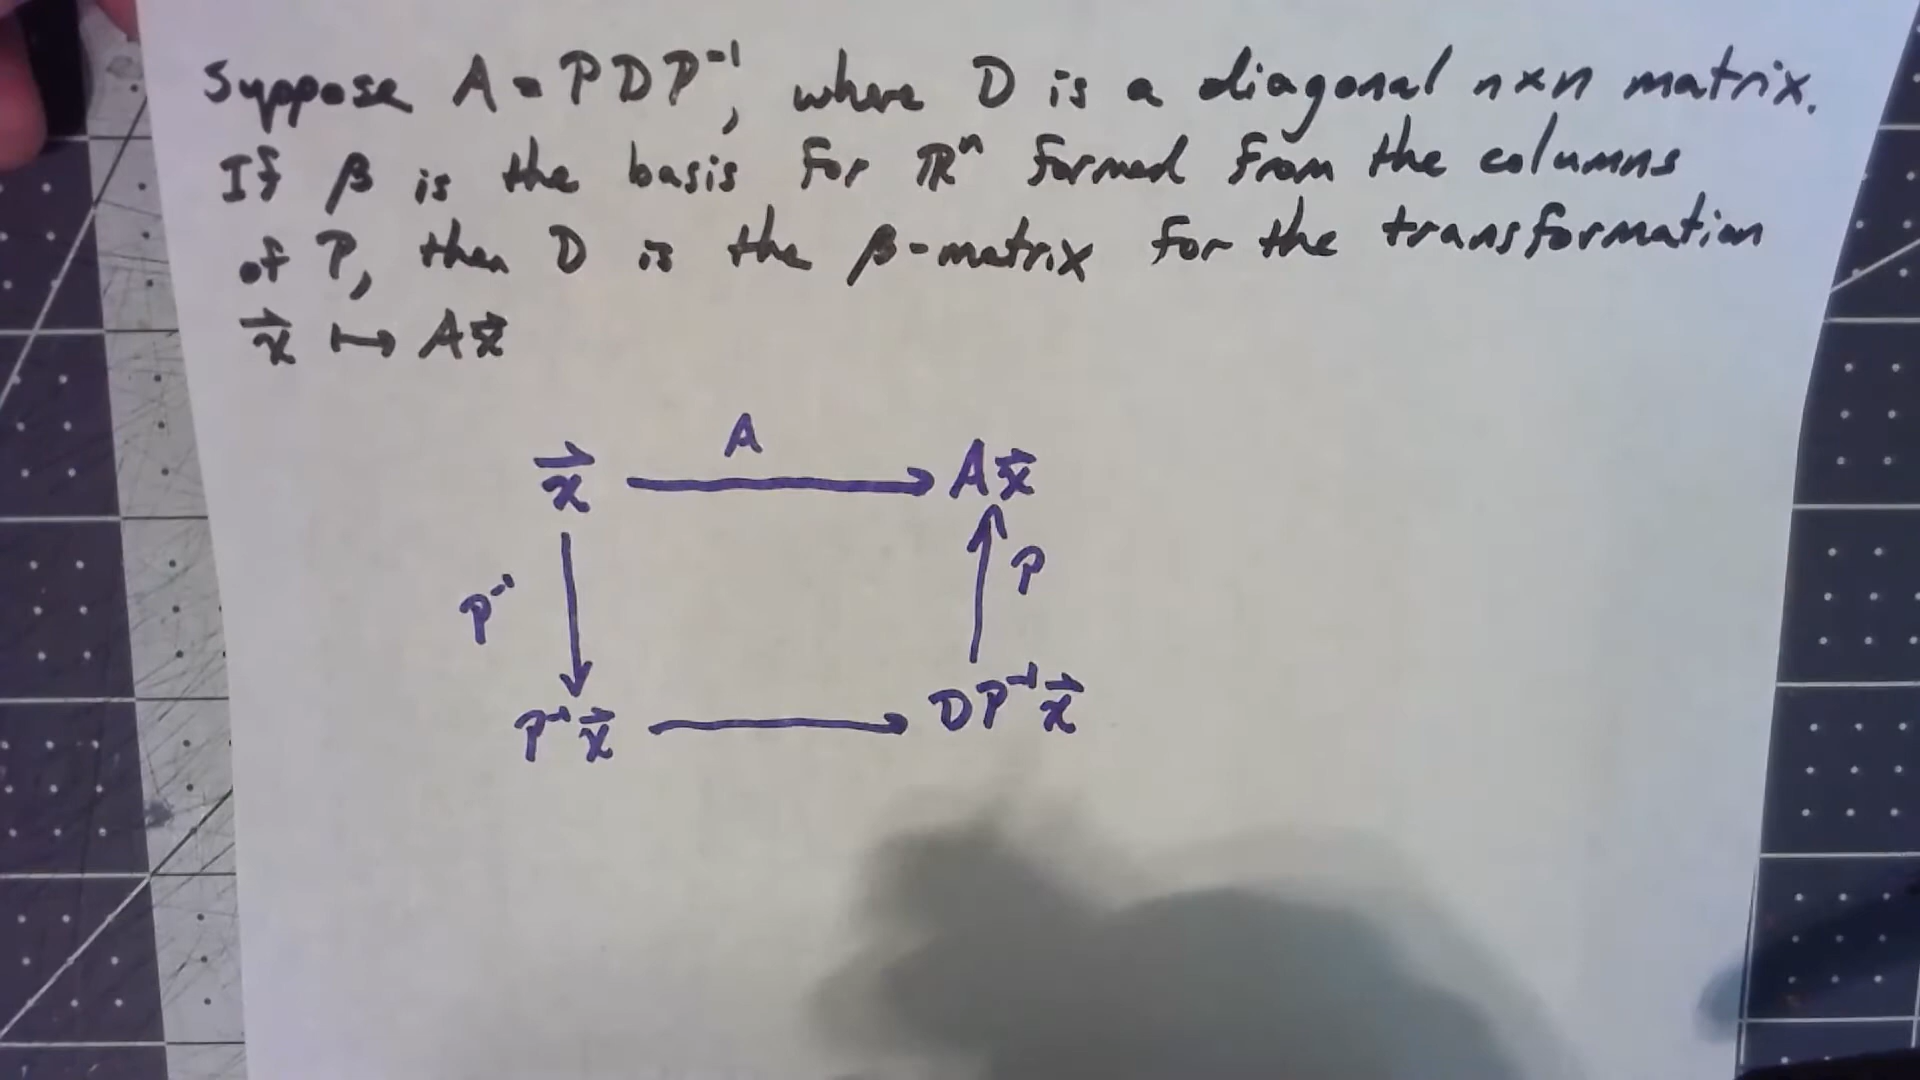 Suppose A = PDP⁻¹, where D is a diagonal n×n matrix.
If β is the basis for ℝⁿ formed from the columns
of P, then D is the β-matrix for the transformation
x⃗ ↦ Ax⃗
A
x⃗ → Ax⃗
P⁻¹ P
P⁻¹x⃗ → DP⁻¹x⃗